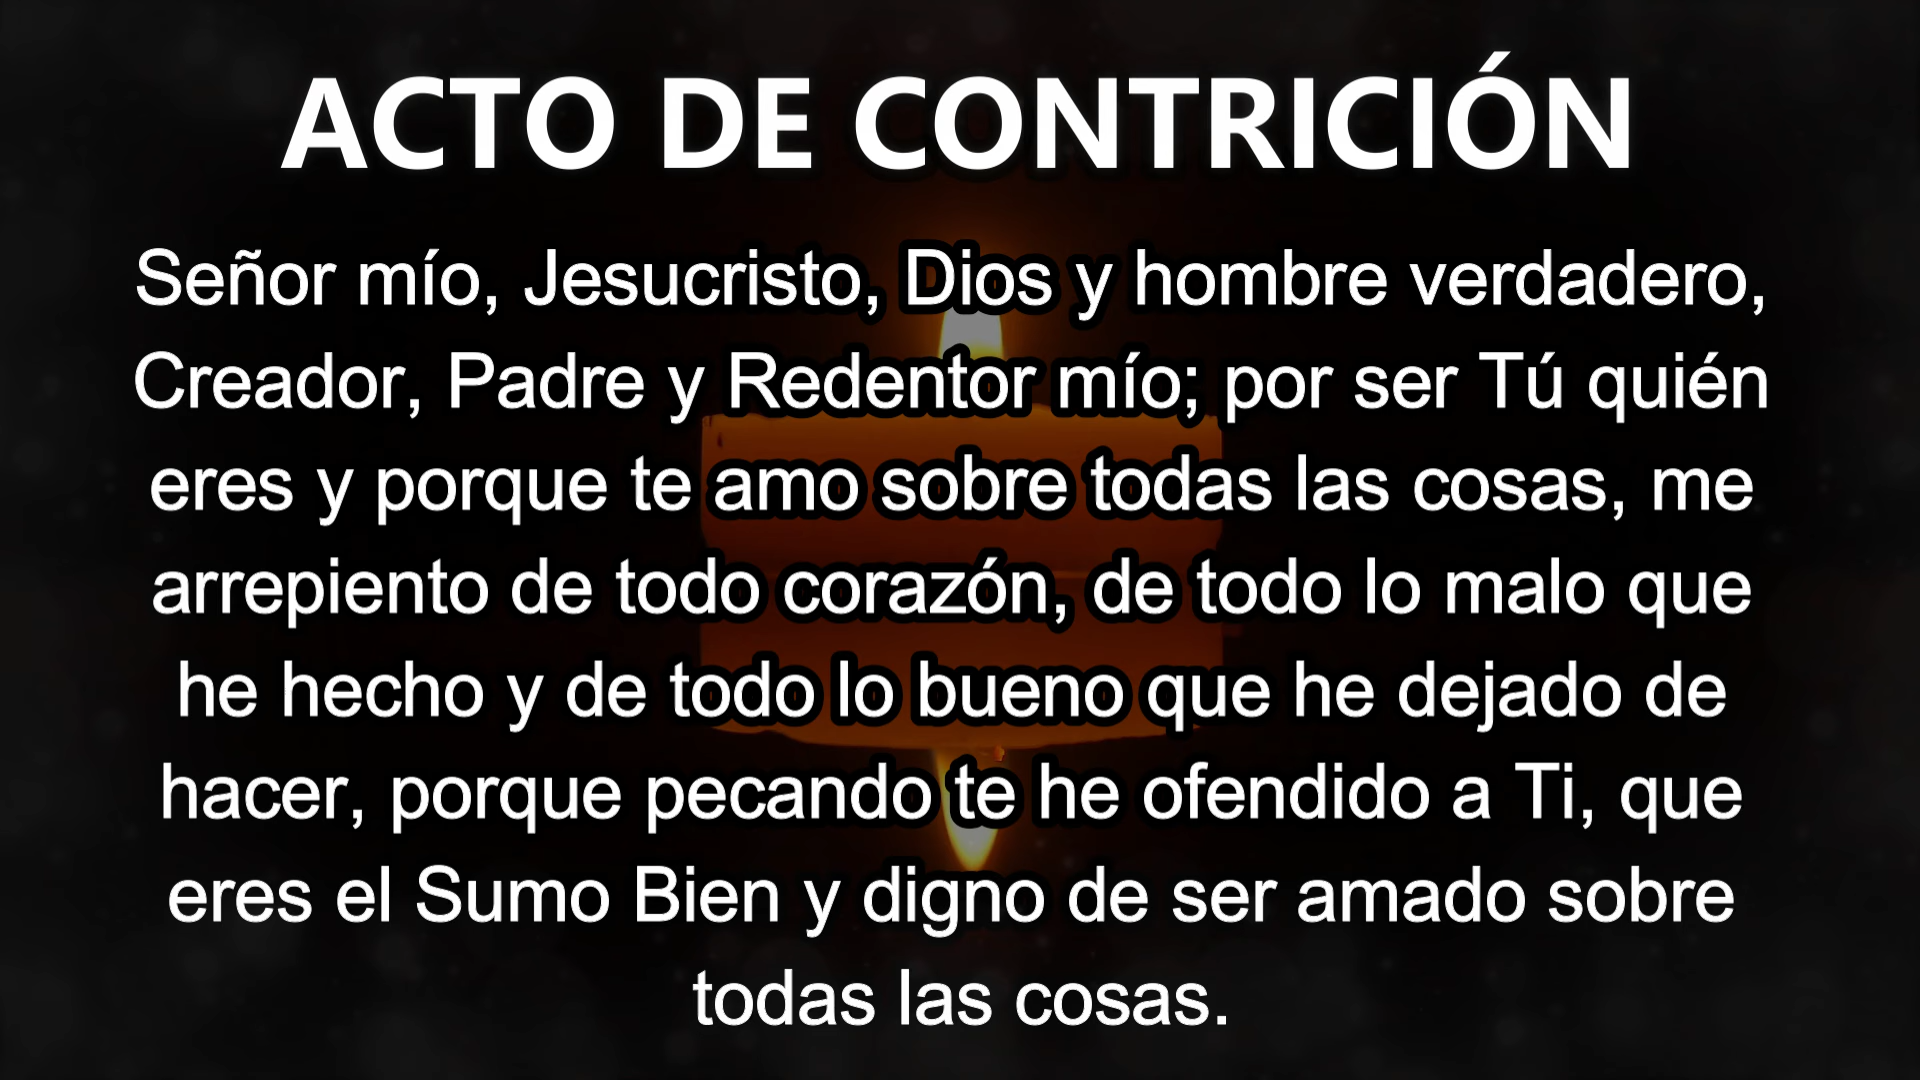 ACTO DE CONTRICIÓN
Señor mío, Jesucristo, Dios y hombre verdadero,
Creador, Padre y Redentor mío; por ser Tú quién
eres y porque te amo sobre todas las cosas, me
arrepiento de todo corazón, de todo lo malo que
he hecho y de todo lo bueno que he dejado de
hacer, porque pecando te he ofendido a Ti, que
eres el Sumo Bien y digno de ser amado sobre
todas las cosas.